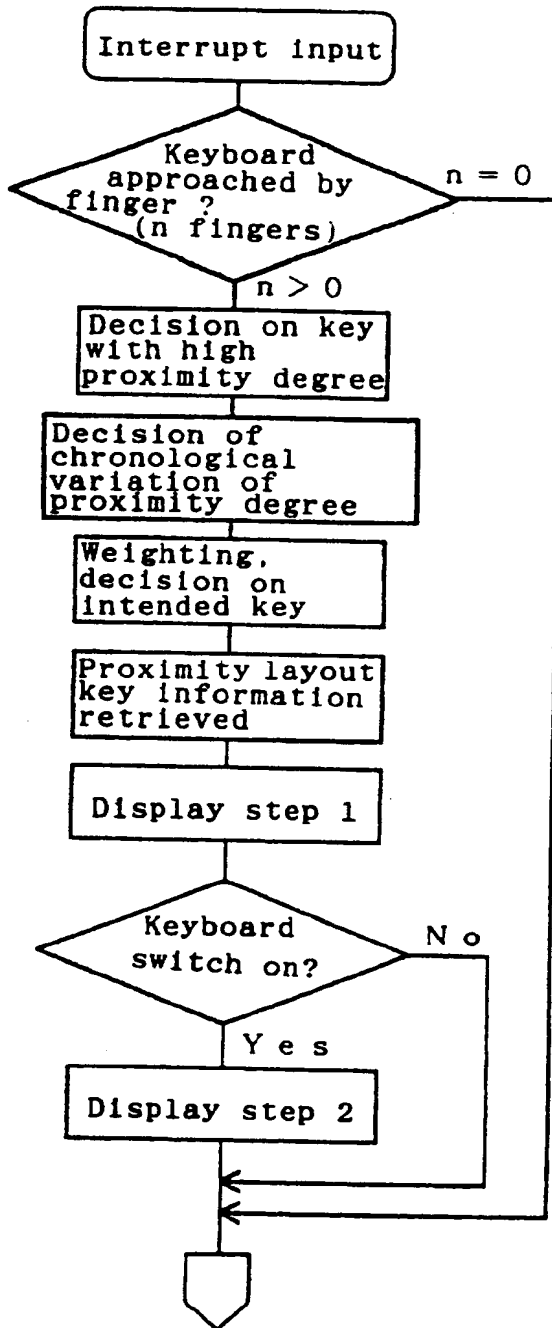 Interrupt input
Keyboard
approached by
finger ?
(n fingers)
n = 0
n > 0
Decision on key
with high
proximity degree
Decision of
chronological
variation of
proximity degree
Weighting,
decision on
intended key
Proximity layout
key information
retrieved
Display step 1
Keyboard
switch on?
No
Yes
Display step 2